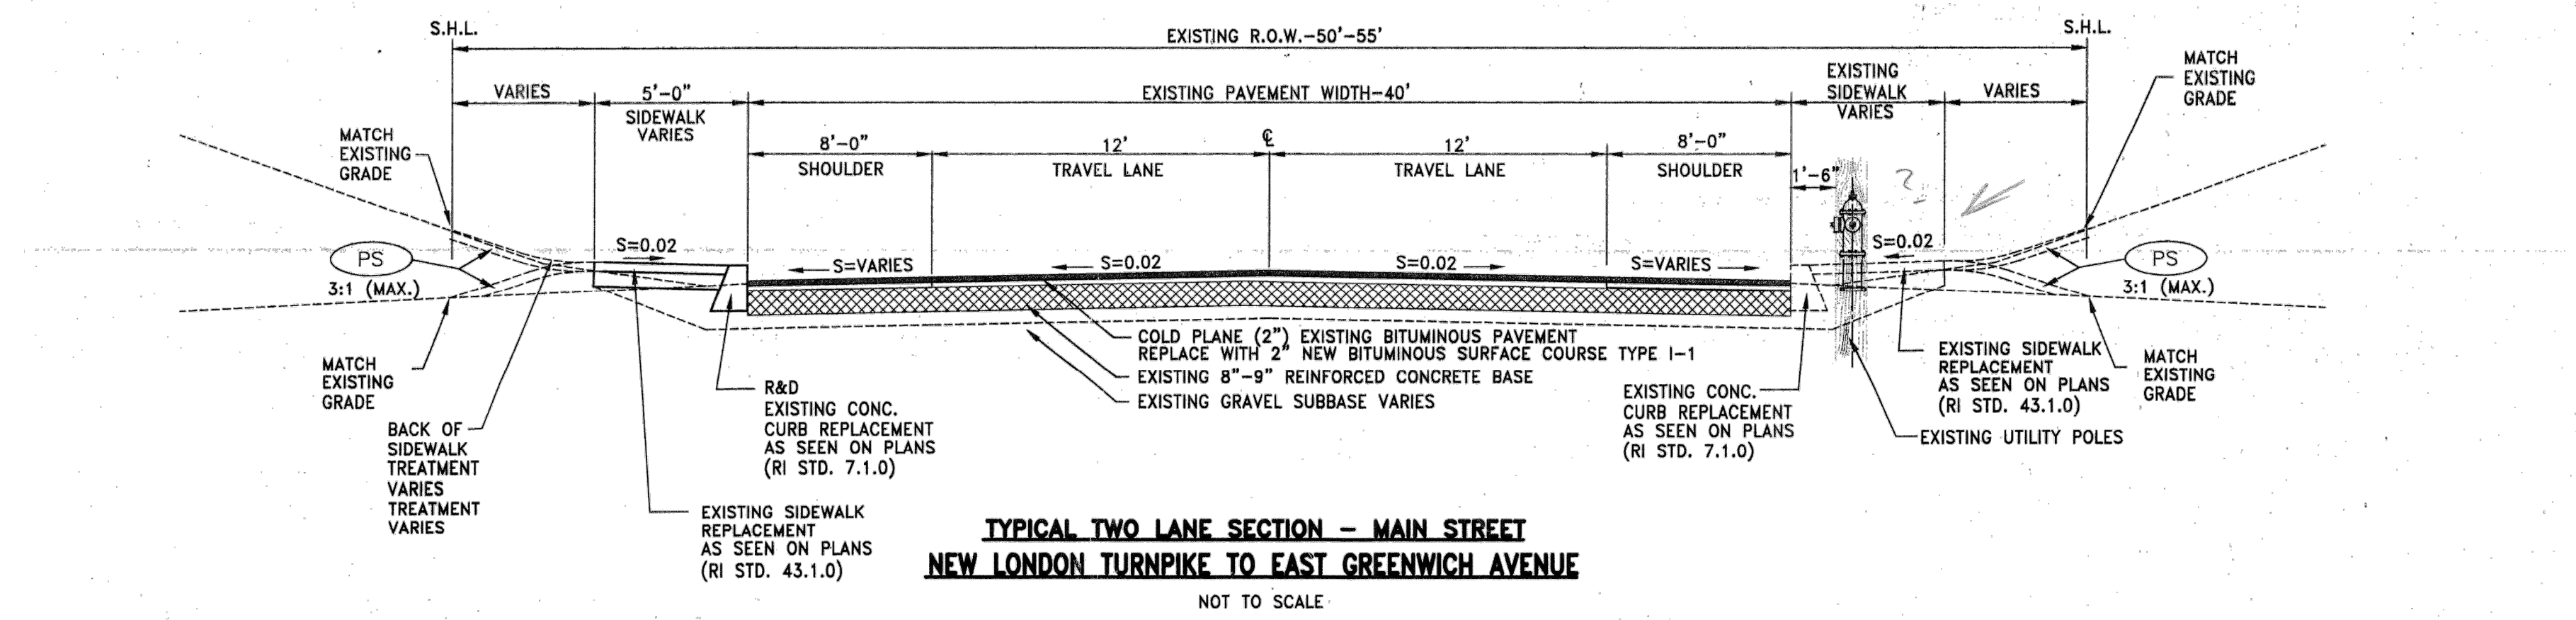 S.H.L.
EXISTING R.O.W.-50'-55'
S.H.L.
VARIES
5'-0"
SIDEWALK
VARIES
EXISTING PAVEMENT WIDTH-40'
EXISTING
SIDEWALK
VARIES
VARIES
MATCH
EXISTING
GRADE
MATCH
EXISTING
GRADE
8'-0"
SHOULDER
12'
TRAVEL LANE
℄
12'
TRAVEL LANE
8'-0"
SHOULDER
1'-6"
?
PS
3:1 (MAX.)
S=0.02
S=VARIES
S=0.02
S=0.02
S=VARIES
S=0.02
PS
3:1 (MAX.)
COLD PLANE (2") EXISTING BITUMINOUS PAVEMENT
REPLACE WITH 2" NEW BITUMINOUS SURFACE COURSE TYPE I-1
EXISTING 8"-9" REINFORCED CONCRETE BASE
EXISTING GRAVEL SUBBASE VARIES
MATCH
EXISTING
GRADE
BACK OF
SIDEWALK
TREATMENT
VARIES
TREATMENT
VARIES
R&D
EXISTING CONC.
CURB REPLACEMENT
AS SEEN ON PLANS
(RI STD. 7.1.0)
EXISTING SIDEWALK
REPLACEMENT
AS SEEN ON PLANS
(RI STD. 43.1.0)
EXISTING CONC.
CURB REPLACEMENT
AS SEEN ON PLANS
(RI STD. 7.1.0)
EXISTING SIDEWALK
REPLACEMENT
AS SEEN ON PLANS
(RI STD. 43.1.0)
EXISTING UTILITY POLES
MATCH
EXISTING
GRADE
TYPICAL TWO LANE SECTION - MAIN STREET
NEW LONDON TURNPIKE TO EAST GREENWICH AVENUE
NOT TO SCALE